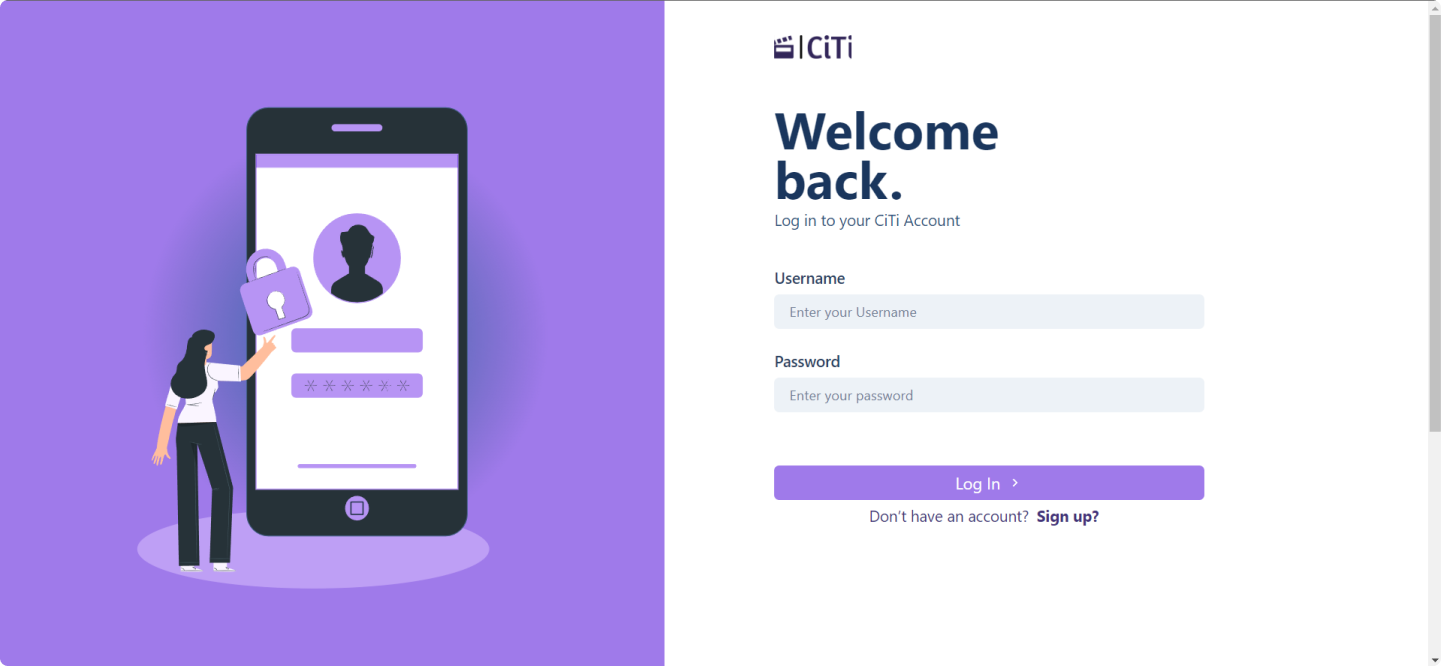 CiTi
Welcome
back.
Log in to your CiTi Account
Username
Enter your Username
Password
Enter your password
Log In
Don't have an account? Sign up?